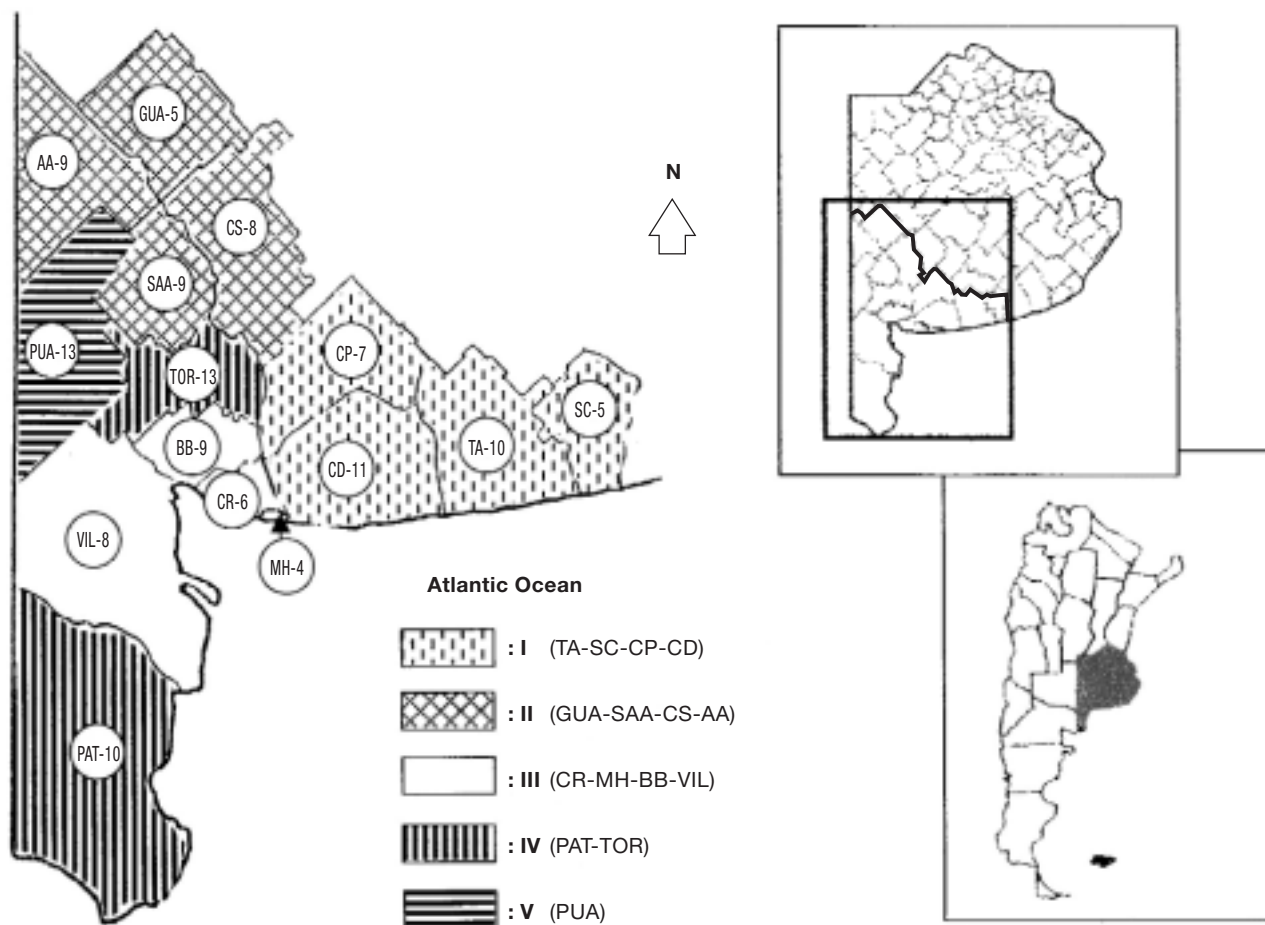 GUA-5
AA-9
N
CS-8
SAA-9
PUA-13
CP-7
TOR-13
SC-5
BB-9
TA-10
CD-11
CR-6
VIL-8
MH-4
Atlantic Ocean
: I (TA-SC-CP-CD)
: II (GUA-SAA-CS-AA)
: III (CR-MH-BB-VIL)
PAT-10
: IV (PAT-TOR)
: V (PUA)